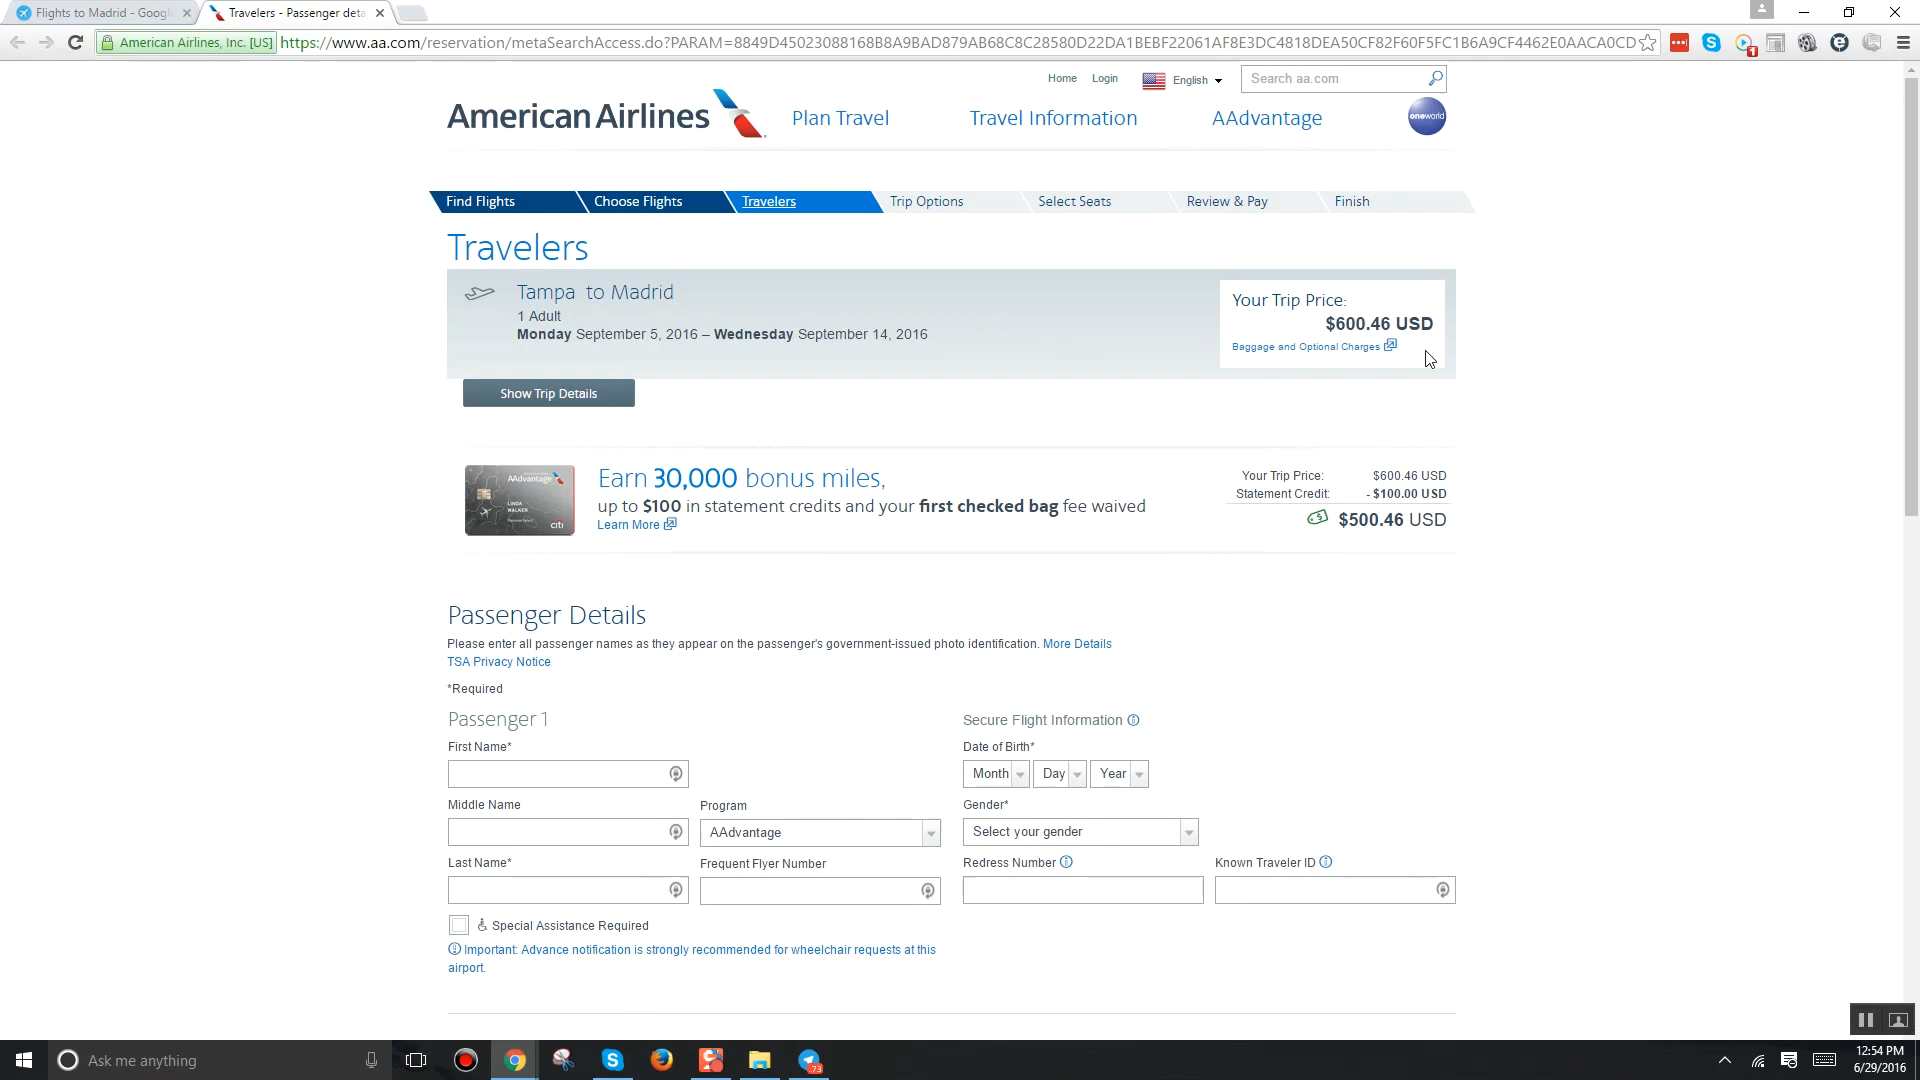 Flights to Madrid - Googl
Travelers - Passenger deta
American Airlines, Inc. [US]
https://www.aa.com/reservation/metaSearchAccess.do?PARAM=8849D45023088168B8A9BAD879AB68C8C28580D22DA1BEBF22061AF8E3DC4818DEA50CF82F60F5FC1B6A9CF4462E0AACA0CD
Home
Login
English
Search aa.com
American Airlines
Plan Travel
Travel Information
AAdvantage
oneworld
Find Flights
Choose Flights
Travelers
Trip Options
Select Seats
Review & Pay
Finish
Travelers
Tampa to Madrid
1 Adult
Monday September 5, 2016 – Wednesday September 14, 2016
Your Trip Price:
$600.46 USD
Baggage and Optional Charges
Show Trip Details
AAdvantage
LINDA
WALKER
citi
Earn 30,000 bonus miles,
up to $100 in statement credits and your first checked bag fee waived
Learn More
Your Trip Price: $600.46 USD
Statement Credit: - $100.00 USD
$500.46 USD
Passenger Details
Please enter all passenger names as they appear on the passenger's government-issued photo identification. More Details
TSA Privacy Notice
*Required
Passenger 1
Secure Flight Information
First Name*
Date of Birth*
Month
Day
Year
Middle Name
Program
Gender*
AAdvantage
Select your gender
Last Name*
Frequent Flyer Number
Redress Number
Known Traveler ID
Special Assistance Required
Important: Advance notification is strongly recommended for wheelchair requests at this
airport.
Ask me anything
73
12:54 PM
6/29/2016